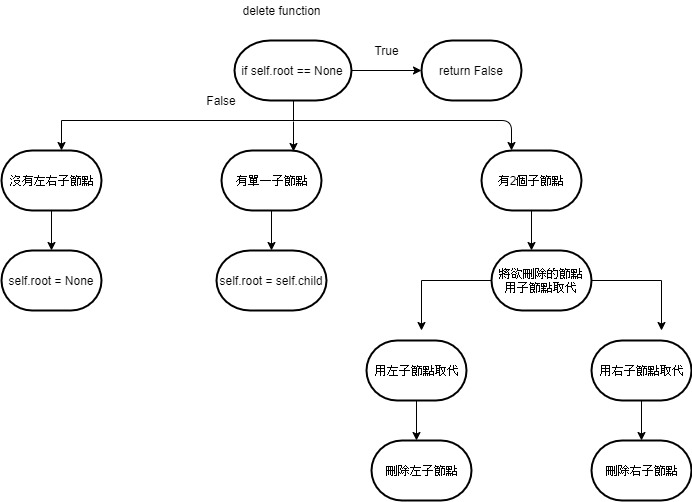 delete function
True
if self.root == None
return False
False
沒有左右子節點
有單一子節點
有2個子節點
self.root = None
self.root = self.child
將欲刪除的節點
用子節點取代
用左子節點取代
用右子節點取代
刪除左子節點
刪除右子節點